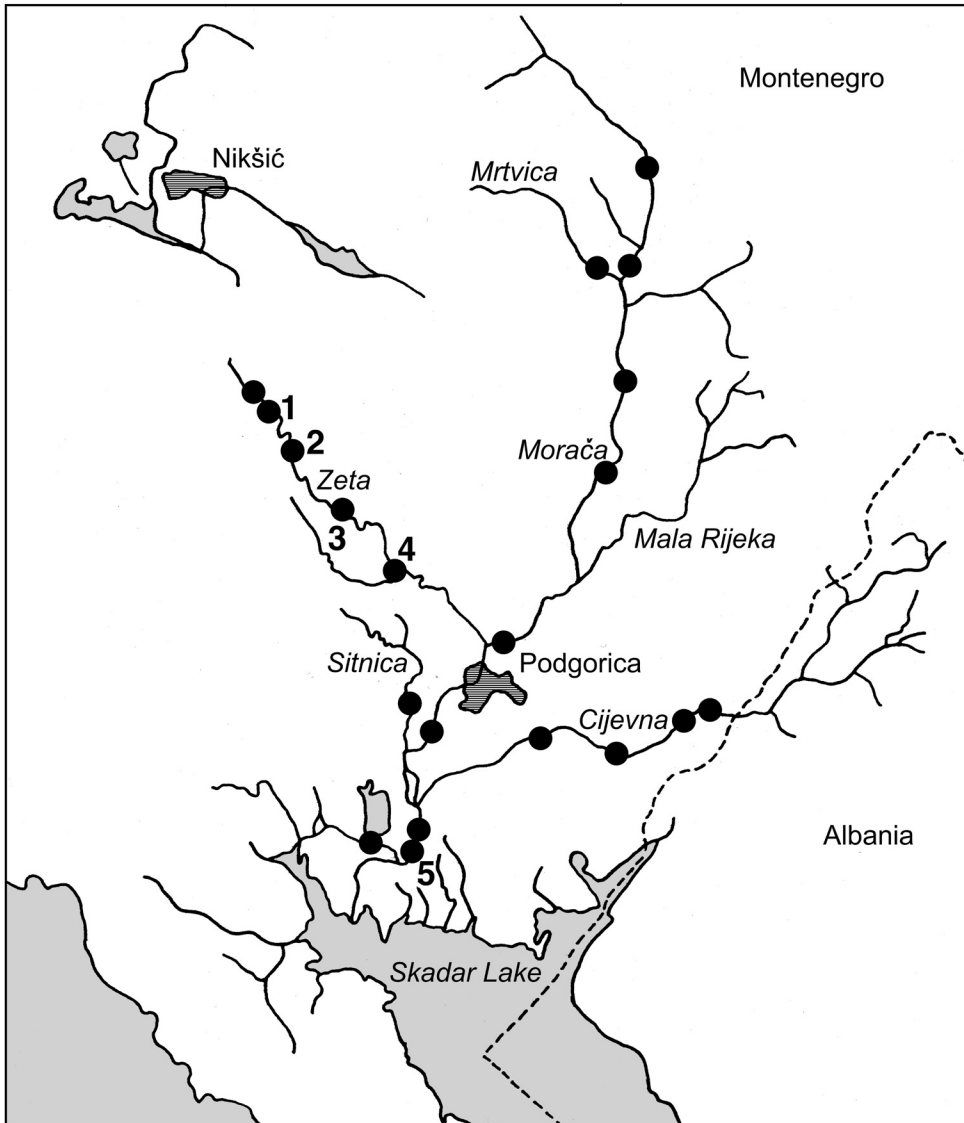 Montenegro
Nikšić
Mrtvica
1
2
Zeta
Morača
3
4
Mala Rijeka
Sitnica
Podgorica
Cijevna
Albania
5
Skadar Lake